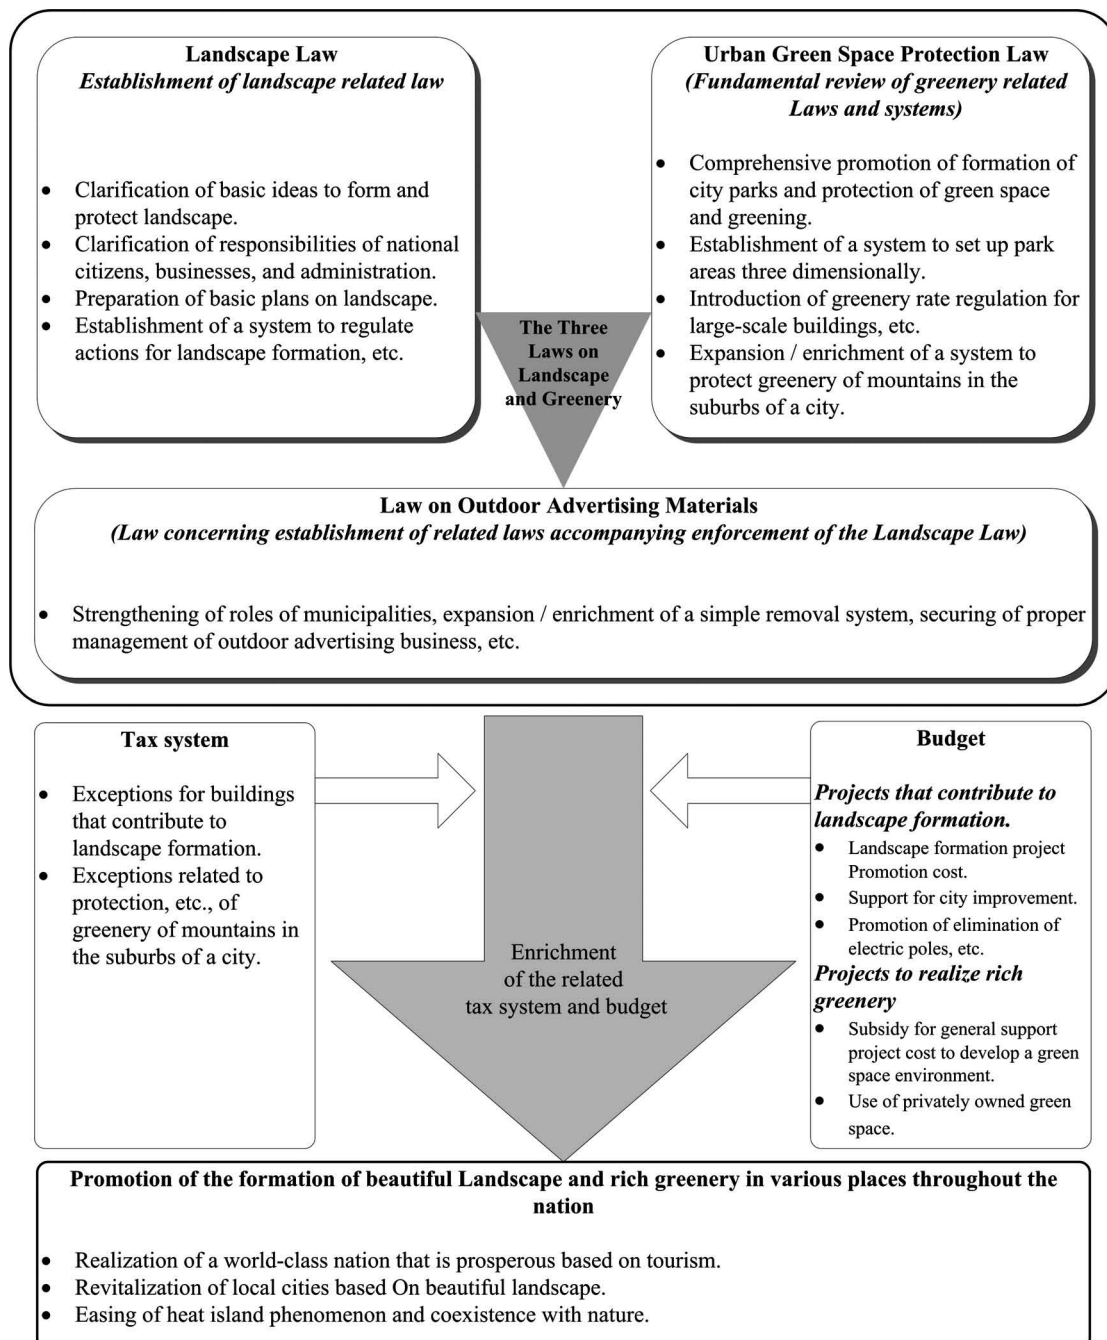 Landscape Law
Establishment of landscape related law
• Clarification of basic ideas to form and
protect landscape.
• Clarification of responsibilities of national
citizens, businesses, and administration.
• Preparation of basic plans on landscape.
• Establishment of a system to regulate
actions for landscape formation, etc.
Urban Green Space Protection Law
(Fundamental review of greenery related
Laws and systems)
• Comprehensive promotion of formation of
city parks and protection of green space
and greening.
• Establishment of a system to set up park
areas three dimensionally.
• Introduction of greenery rate regulation for
large-scale buildings, etc.
• Expansion / enrichment of a system to
protect greenery of mountains in the
suburbs of a city.
The Three
Laws on
Landscape
and Greenery
Law on Outdoor Advertising Materials
(Law concerning establishment of related laws accompanying enforcement of the Landscape Law)
• Strengthening of roles of municipalities, expansion / enrichment of a simple removal system, securing of proper
management of outdoor advertising business, etc.
Tax system
• Exceptions for buildings
that contribute to
landscape formation.
• Exceptions related to
protection, etc., of
greenery of mountains in
the suburbs of a city.
Enrichment
of the related
tax system and budget
Budget
Projects that contribute to
landscape formation.
• Landscape formation project
Promotion cost.
• Support for city improvement.
• Promotion of elimination of
electric poles, etc.
Projects to realize rich
greenery
• Subsidy for general support
project cost to develop a green
space environment.
• Use of privately owned green
space.
Promotion of the formation of beautiful Landscape and rich greenery in various places throughout the
nation
• Realization of a world-class nation that is prosperous based on tourism.
• Revitalization of local cities based On beautiful landscape.
• Easing of heat island phenomenon and coexistence with nature.